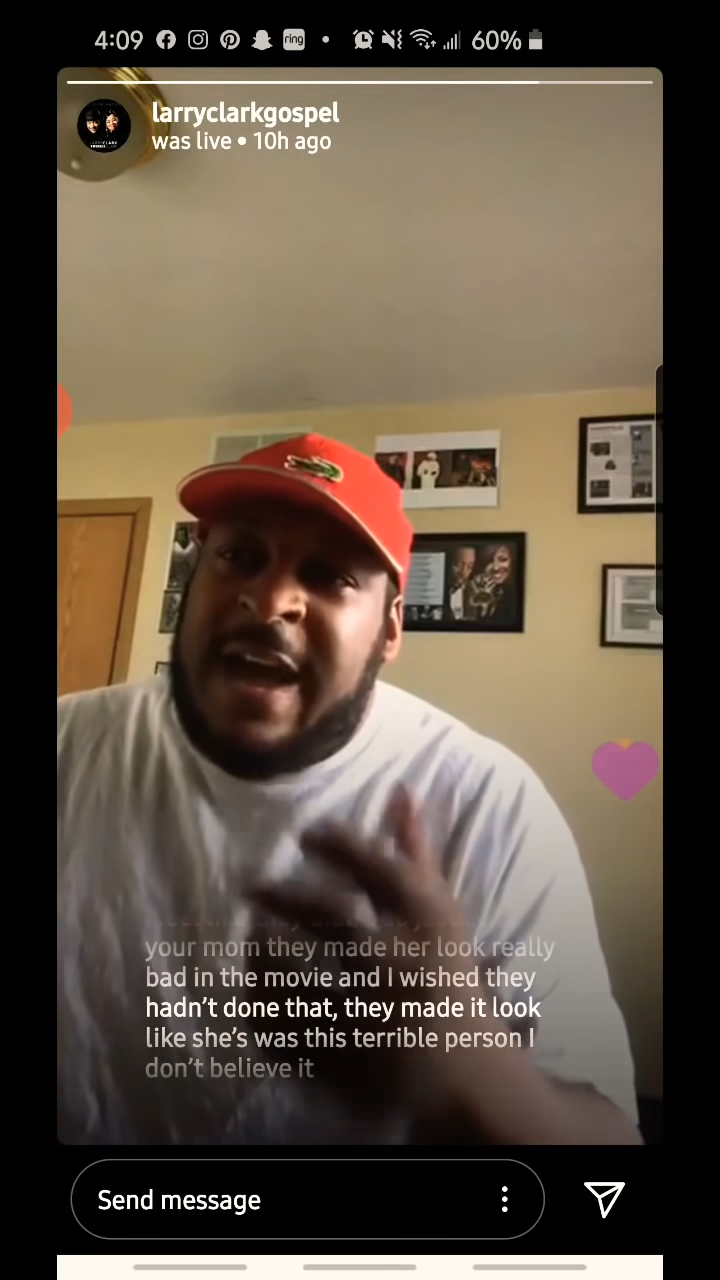 4:09 ring 60%
larryclarkgospel
was live • 10h ago
your mom they made her look really
bad in the movie and I wished they
hadn't done that, they made it look
like she's was this terrible person I
don't believe it
Send message